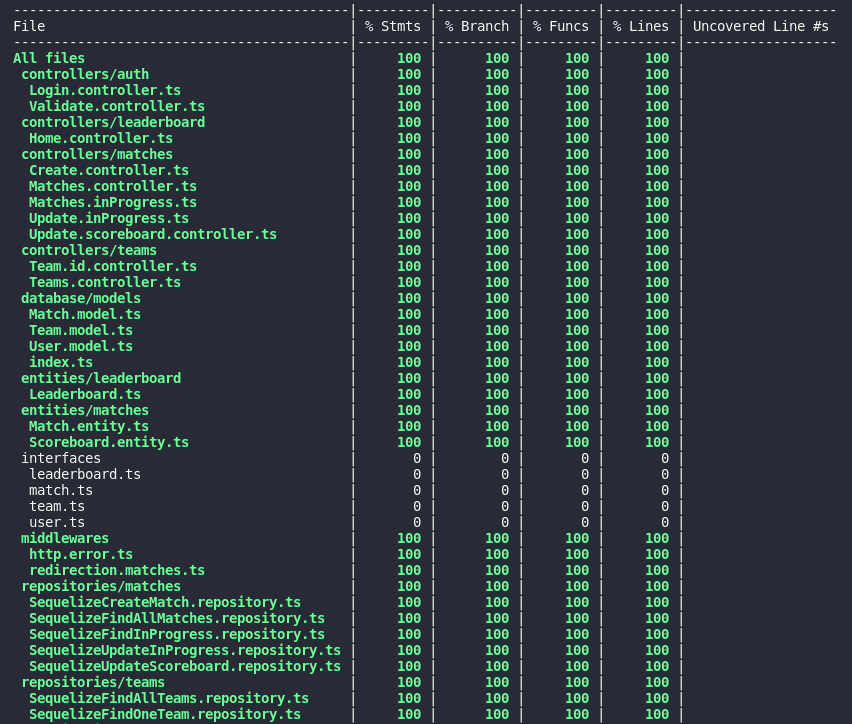 ------------------------------------------|---------|----------|---------|---------|-------------------
File                                      | % Stmts | % Branch | % Funcs | % Lines | Uncovered Line #s
------------------------------------------|---------|----------|---------|---------|-------------------
All files                                 |     100 |      100 |     100 |     100 |
 controllers/auth                         |     100 |      100 |     100 |     100 |
  Login.controller.ts                     |     100 |      100 |     100 |     100 |
  Validate.controller.ts                  |     100 |      100 |     100 |     100 |
 controllers/leaderboard                  |     100 |      100 |     100 |     100 |
  Home.controller.ts                      |     100 |      100 |     100 |     100 |
 controllers/matches                      |     100 |      100 |     100 |     100 |
  Create.controller.ts                    |     100 |      100 |     100 |     100 |
  Matches.controller.ts                   |     100 |      100 |     100 |     100 |
  Matches.inProgress.ts                   |     100 |      100 |     100 |     100 |
  Update.inProgress.ts                    |     100 |      100 |     100 |     100 |
  Update.scoreboard.controller.ts         |     100 |      100 |     100 |     100 |
 controllers/teams                        |     100 |      100 |     100 |     100 |
  Team.id.controller.ts                   |     100 |      100 |     100 |     100 |
  Teams.controller.ts                     |     100 |      100 |     100 |     100 |
 database/models                          |     100 |      100 |     100 |     100 |
  Match.model.ts                          |     100 |      100 |     100 |     100 |
  Team.model.ts                           |     100 |      100 |     100 |     100 |
  User.model.ts                           |     100 |      100 |     100 |     100 |
  index.ts                                |     100 |      100 |     100 |     100 |
 entities/leaderboard                     |     100 |      100 |     100 |     100 |
  Leaderboard.ts                          |     100 |      100 |     100 |     100 |
 entities/matches                         |     100 |      100 |     100 |     100 |
  Match.entity.ts                         |     100 |      100 |     100 |     100 |
  Scoreboard.entity.ts                    |     100 |      100 |     100 |     100 |
 interfaces                               |       0 |        0 |       0 |       0 |
  leaderboard.ts                          |       0 |        0 |       0 |       0 |
  match.ts                                |       0 |        0 |       0 |       0 |
  team.ts                                 |       0 |        0 |       0 |       0 |
  user.ts                                 |       0 |        0 |       0 |       0 |
 middlewares                              |     100 |      100 |     100 |     100 |
  http.error.ts                           |     100 |      100 |     100 |     100 |
  redirection.matches.ts                  |     100 |      100 |     100 |     100 |
 repositories/matches                     |     100 |      100 |     100 |     100 |
  SequelizeCreateMatch.repository.ts      |     100 |      100 |     100 |     100 |
  SequelizeFindAllMatches.repository.ts   |     100 |      100 |     100 |     100 |
  SequelizeFindInProgress.repository.ts   |     100 |      100 |     100 |     100 |
  SequelizeUpdateInProgress.repository.ts |     100 |      100 |     100 |     100 |
  SequelizeUpdateScoreboard.repository.ts |     100 |      100 |     100 |     100 |
 repositories/teams                       |     100 |      100 |     100 |     100 |
  SequelizeFindAllTeams.repository.ts     |     100 |      100 |     100 |     100 |
  SequelizeFindOneTeam.repository.ts      |     100 |      100 |     100 |     100 |